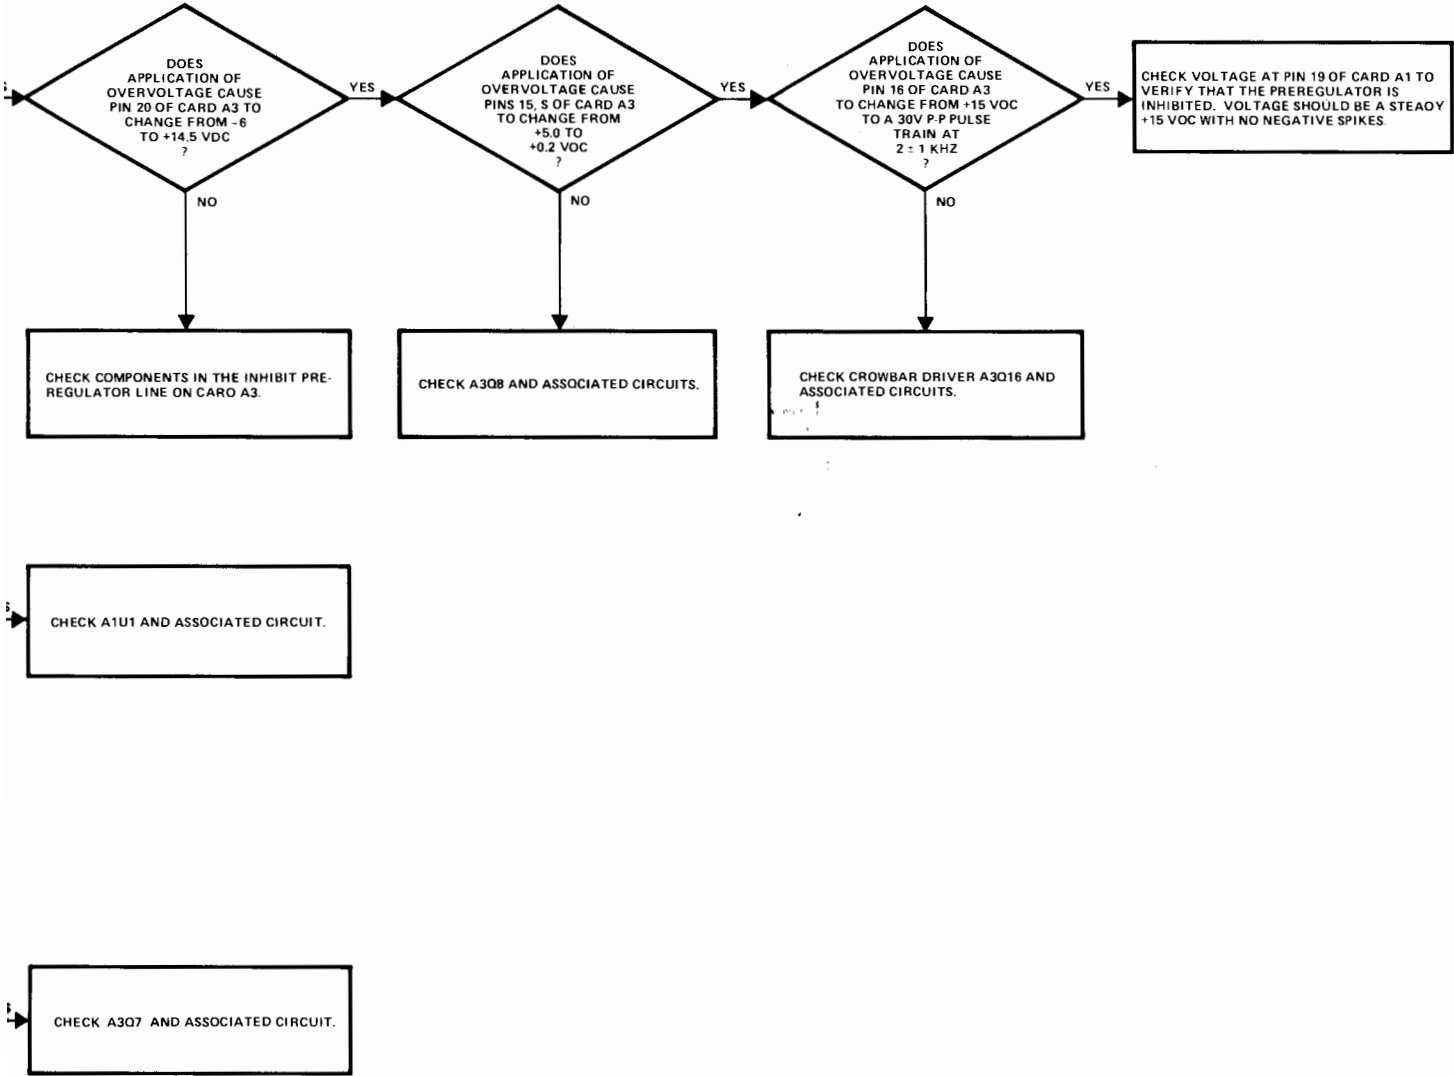 DOES
APPLICATION OF
OVERVOLTAGE CAUSE
PIN 20 OF CARD A3 TO
CHANGE FROM -6
TO +14.5 VDC
?
YES
NO
DOES
APPLICATION OF
OVERVOLTAGE CAUSE
PINS 15, S OF CARD A3
TO CHANGE FROM
+5.0 TO
+0.2 VOC
?
YES
NO
DOES
APPLICATION OF
OVERVOLTAGE CAUSE
PIN 16 OF CARD A3
TO CHANGE FROM +15 VOC
TO A 30V P-P PULSE
TRAIN AT
2 ± 1 KHZ
?
YES
NO
CHECK VOLTAGE AT PIN 19 OF CARD A1 TO
VERIFY THAT THE PREREGULATOR IS
INHIBITED. VOLTAGE SHOULD BE A STEAOY
+15 VOC WITH NO NEGATIVE SPIKES.
CHECK COMPONENTS IN THE INHIBIT PRE-
REGULATOR LINE ON CARO A3.
CHECK A3Q8 AND ASSOCIATED CIRCUITS.
CHECK CROWBAR DRIVER A3Q16 AND
ASSOCIATED CIRCUITS.
CHECK A1U1 AND ASSOCIATED CIRCUIT.
CHECK A3Q7 AND ASSOCIATED CIRCUIT.